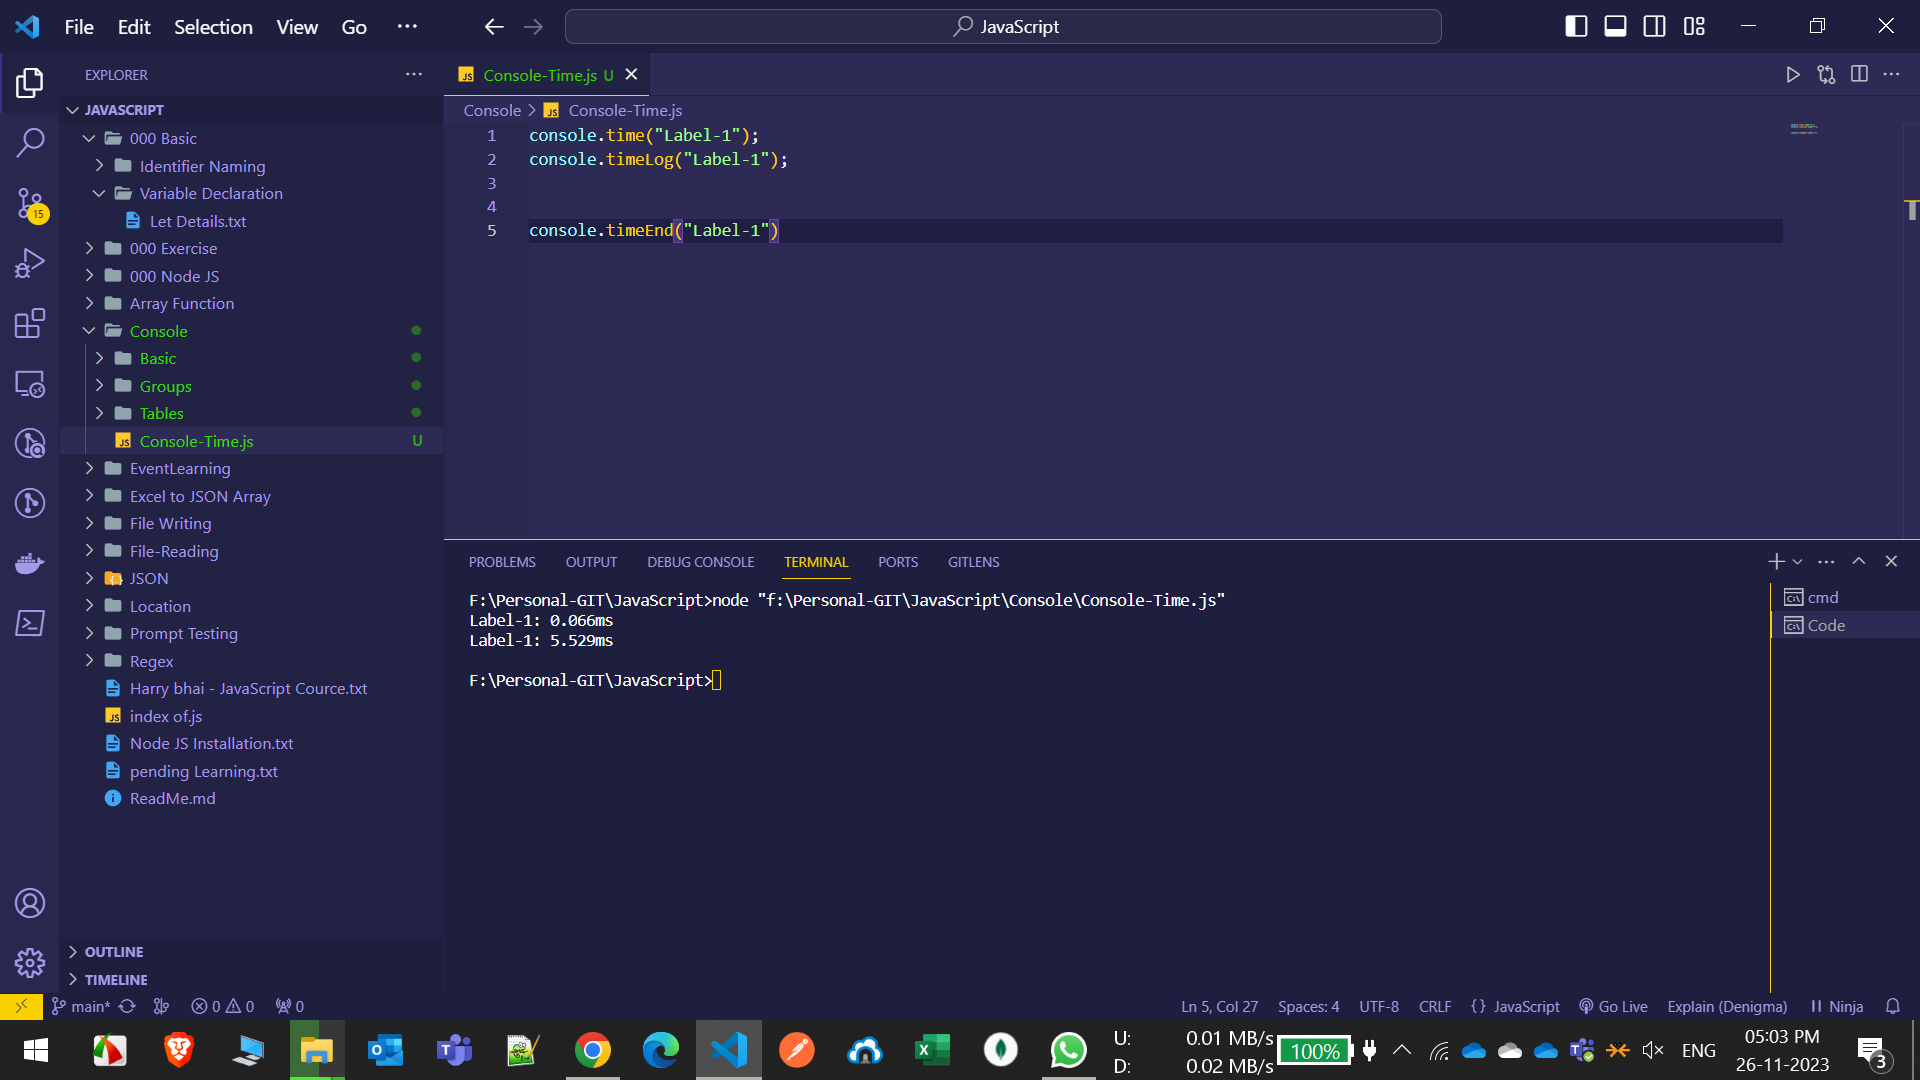 File Edit Selection View Go ···
JavaScript
EXPLORER
JAVASCRIPT
000 Basic
Identifier Naming
Variable Declaration
Let Details.txt
000 Exercise
000 Node JS
Array Function
Console
Basic
Groups
Tables
Console-Time.js U
EventLearning
Excel to JSON Array
File Writing
File-Reading
JSON
Location
Prompt Testing
Regex
Harry bhai - JavaScript Cource.txt
index of.js
Node JS Installation.txt
pending Learning.txt
ReadMe.md
OUTLINE
TIMELINE
15
JS Console-Time.js U
Console > JS Console-Time.js
1 console.time("Label-1");
2 console.timeLog("Label-1");
3
4
5 console.timeEnd("Label-1")
PROBLEMS OUTPUT DEBUG CONSOLE TERMINAL PORTS GITLENS
F:\Personal-GIT\JavaScript>node "f:\Personal-GIT\JavaScript\Console\Console-Time.js"
Label-1: 0.066ms
Label-1: 5.529ms
F:\Personal-GIT\JavaScript>
cmd
Code
main* 0 0 0
Ln 5, Col 27 Spaces: 4 UTF-8 CRLF {} JavaScript Go Live Explain (Denigma) Ninja
U: 0.01 MB/s
D: 0.02 MB/s
100%
ENG
05:03 PM
26-11-2023
3